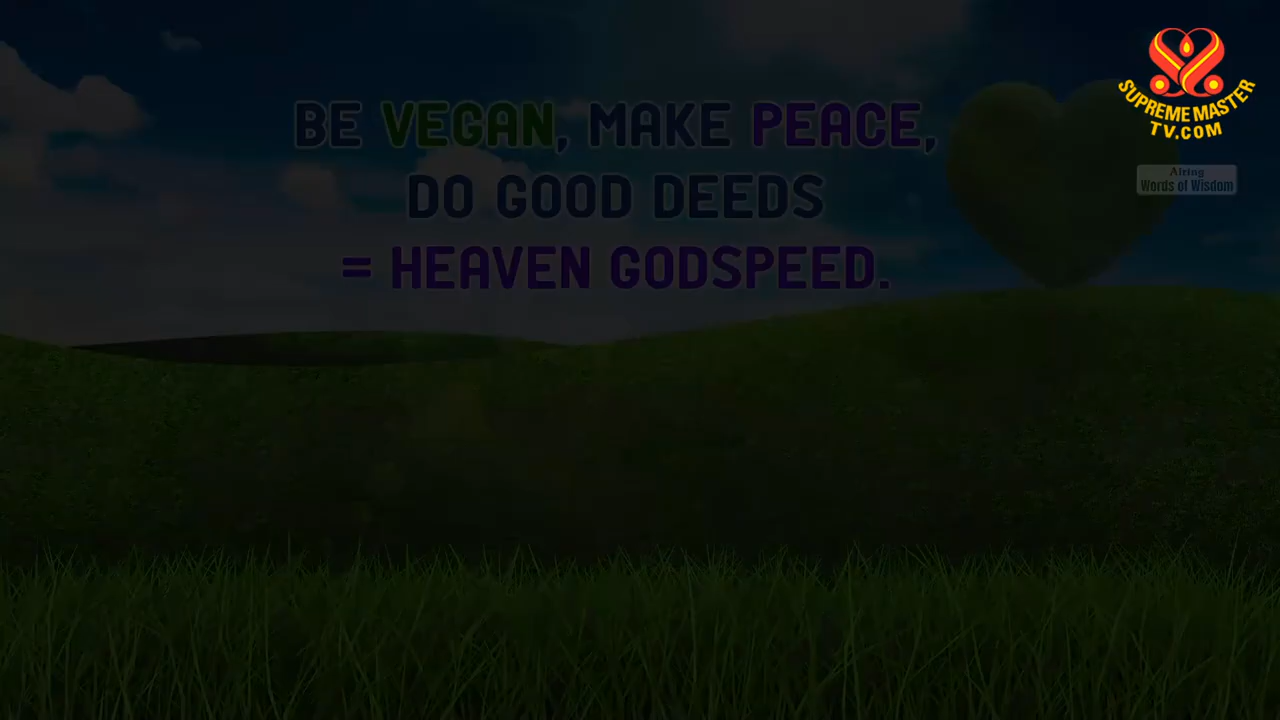 BE VEGAN, MAKE PEACE,
DO GOOD DEEDS
= HEAVEN GODSPEED.
SUPREME MASTER
TV.COM
Airing
Words of Wisdom